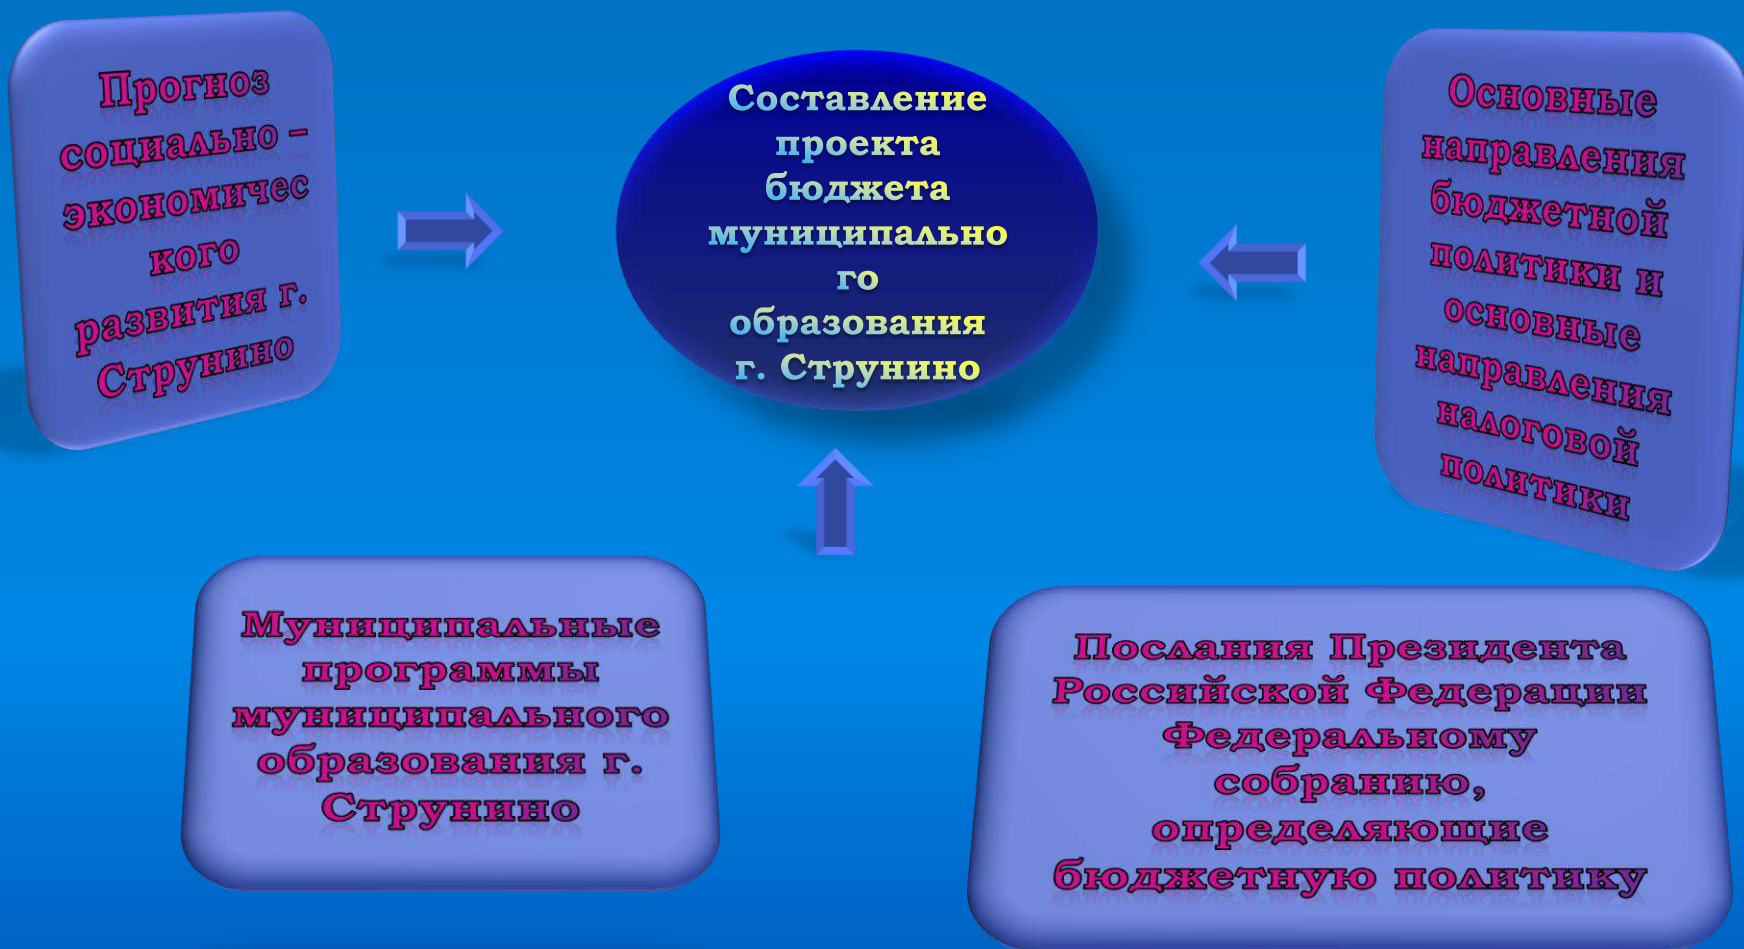 Прогноз
социально –
экономичес
кого
развития г.
Струнино
Составление
проекта
бюджета
муниципально
го
образования
г. Струнино
Основные
направления
бюджетной
политики и
основные
направления
налоговой
политики
Муниципальные
программы
муниципального
образования г.
Струнино
Послания Президента
Российской Федерации
Федеральному
собранию,
определяющие
бюджетную политику